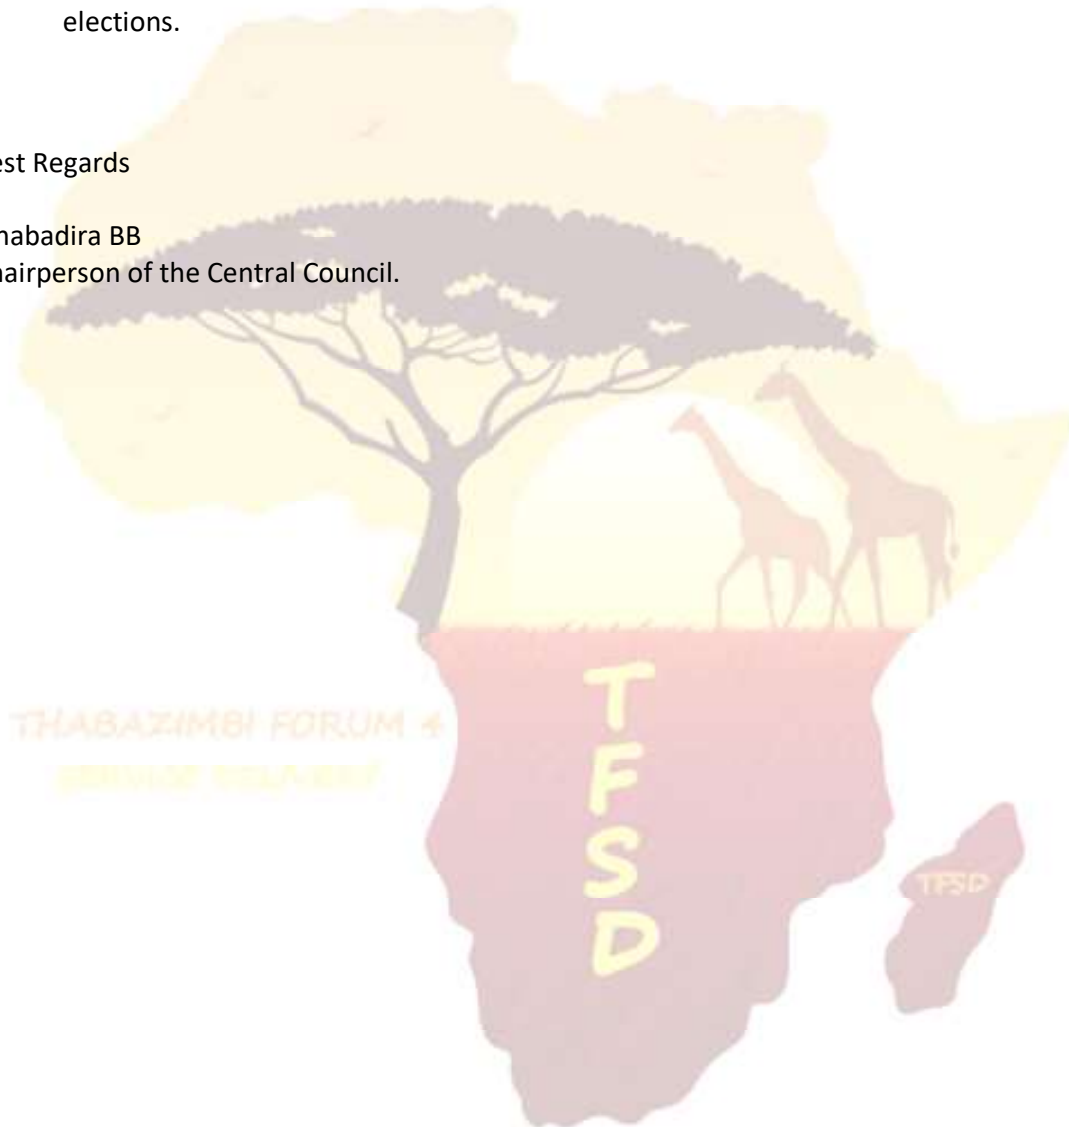 elections.
est Regards
habadira BB
hairperson of the Central Council.
THABAZIMBI FORUM 4
T
F
S
D
TFSD